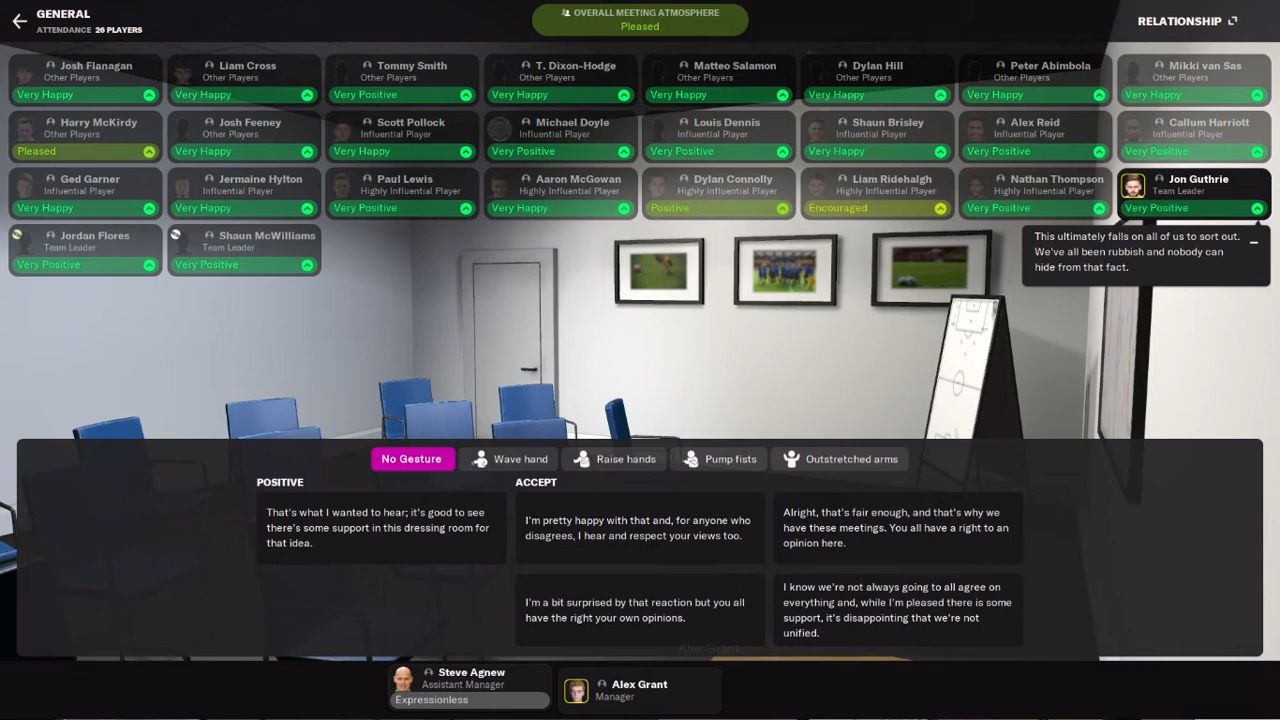 GENERAL
ATTENDANCE 26 PLAYERS
OVERALL MEETING ATMOSPHERE
Pleased
RELATIONSHIP
Josh Flanagan
Other Players
Very Happy
Liam Cross
Other Players
Very Happy
Tommy Smith
Other Players
Very Positive
T. Dixon-Hodge
Other Players
Very Happy
Matteo Salamon
Other Players
Very Happy
Dylan Hill
Other Players
Very Happy
Peter Abimbola
Other Players
Very Happy
Mikki van Sas
Other Players
Very Happy
Harry McKirdy
Other Players
Pleased
Josh Feeney
Other Players
Very Happy
Scott Pollock
Influential Player
Very Happy
Michael Doyle
Influential Player
Very Positive
Louis Dennis
Influential Player
Very Positive
Shaun Brisley
Influential Player
Very Happy
Alex Reid
Influential Player
Very Positive
Callum Harriott
Influential Player
Very Positive
Ged Garner
Influential Player
Very Happy
Jermaine Hylton
Influential Player
Very Happy
Paul Lewis
Highly Influential Player
Very Positive
Aaron McGowan
Highly Influential Player
Very Happy
Dylan Connolly
Highly Influential Player
Positive
Liam Ridehalgh
Highly Influential Player
Encouraged
Nathan Thompson
Highly Influential Player
Very Positive
Jon Guthrie
Team Leader
Very Positive
Jordan Flores
Team Leader
Very Positive
Shaun McWilliams
Team Leader
Very Positive
This ultimately falls on all of us to sort out.
We've all been rubbish and nobody can
hide from that fact.
No Gesture
Wave hand
Raise hands
Pump fists
Outstretched arms
POSITIVE
That's what I wanted to hear; it's good to see
there's some support in this dressing room for
that idea.
ACCEPT
I'm pretty happy with that and, for anyone who
disagrees, I hear and respect your views too.
Alright, that's fair enough, and that's why we
have these meetings. You all have a right to an
opinion here.
I'm a bit surprised by that reaction but you all
have the right your own opinions.
I know we're not always going to all agree on
everything and, while I'm pleased there is some
support, it's disappointing that we're not
unified.
Alex Grant
Steve Agnew
Assistant Manager
Expressionless
Alex Grant
Manager